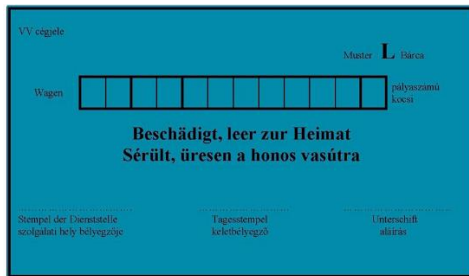 VV cégjele
Muster L Bárca
Wagen
pályaszámú
kocsi
Beschädigt, leer zur Heimat
Sérült, üresen a honos vasútra
Stempel der Dienststelle
szolgálati hely bélyegzője
Tagesstempel
keletbélyegző
Unterschift
aláírás